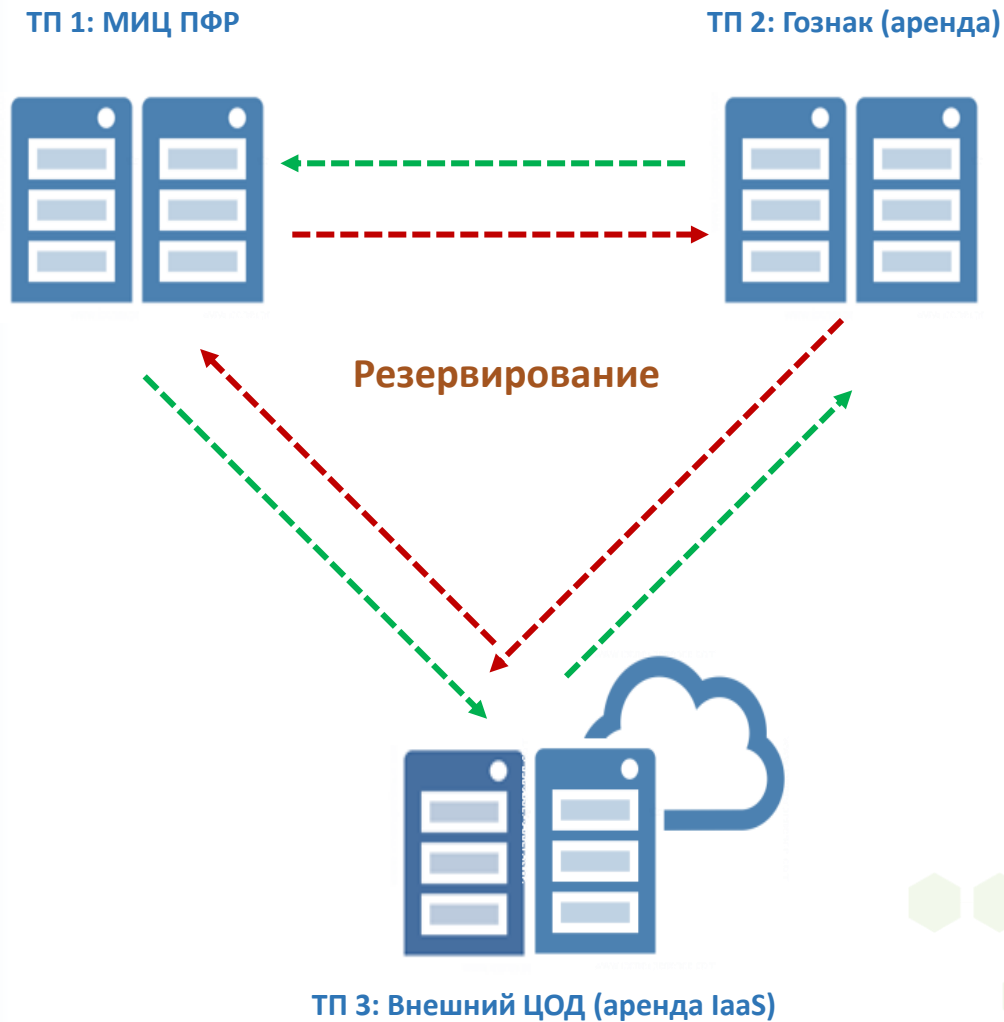 ТП 1: МИЦ ПФР
ТП 2: Гознак (аренда)
Резервирование
ТП 3: Внешний ЦОД (аренда IaaS)